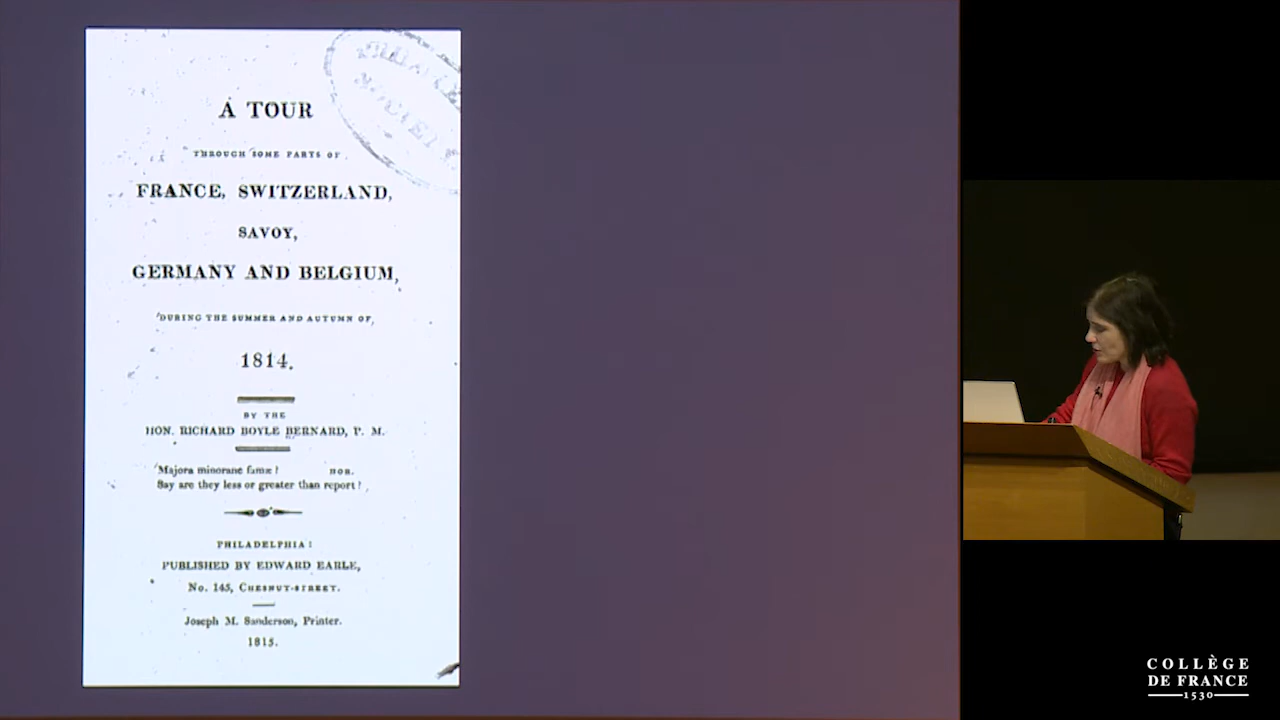 A TOUR
THROUGH SOME PARTS OF
FRANCE, SWITZERLAND,
SAVOY,
GERMANY AND BELGIUM,
DURING THE SUMMER AND AUTUMN OF,
1814.
BY THE
HON. RICHARD BOYLE BERNARD, P. M.
Majora minorane famæ! HOR.
Say are they less or greater than report!
PHILADELPHIA:
PUBLISHED BY EDWARD EARLE,
No. 145, CHESNUT-STREET.
Joseph M. Sanderson, Printer.
1815.
COLLÈGE
DE FRANCE
1530